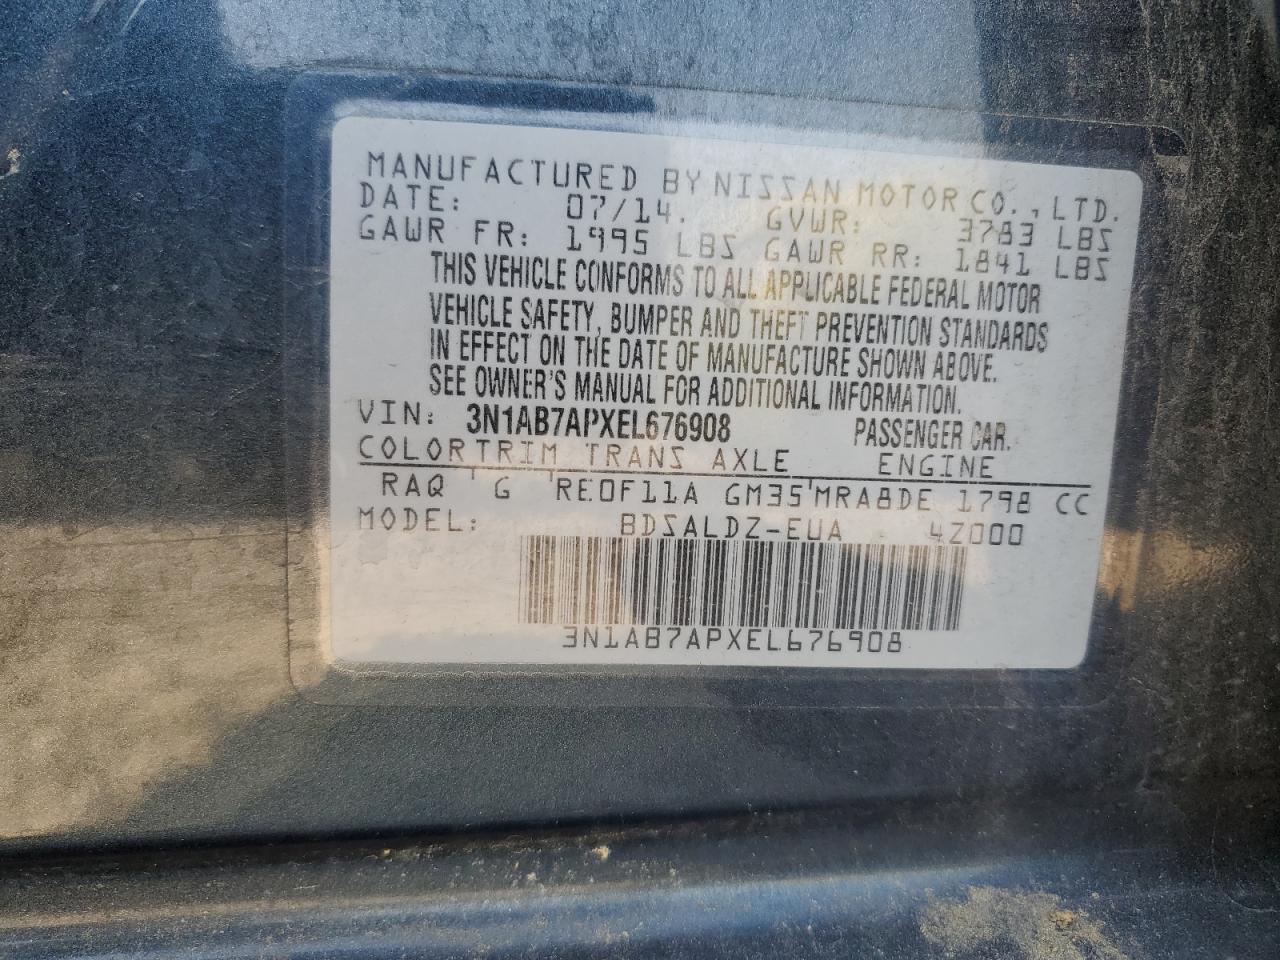 MANUFACTURED BY NISSAN MOTOR CO., LTD.
DATE: 07/14. GVWR: 3783 LBS
GAWR FR: 1995 LBS GAWR RR: 1841 LBS
THIS VEHICLE CONFORMS TO ALL APPLICABLE FEDERAL MOTOR
VEHICLE SAFETY, BUMPER AND THEFT PREVENTION STANDARDS
IN EFFECT ON THE DATE OF MANUFACTURE SHOWN ABOVE.
SEE OWNER'S MANUAL FOR ADDITIONAL INFORMATION.
VIN: 3N1AB7APXEL676908 PASSENGER CAR.
COLOR TRIM TRANS AXLE ENGINE
RAQ G RE0F11A GM35 MRA8DE 1798 CC
MODEL: BDSALDZ-EUA 4Z000
3N1AB7APXEL676908